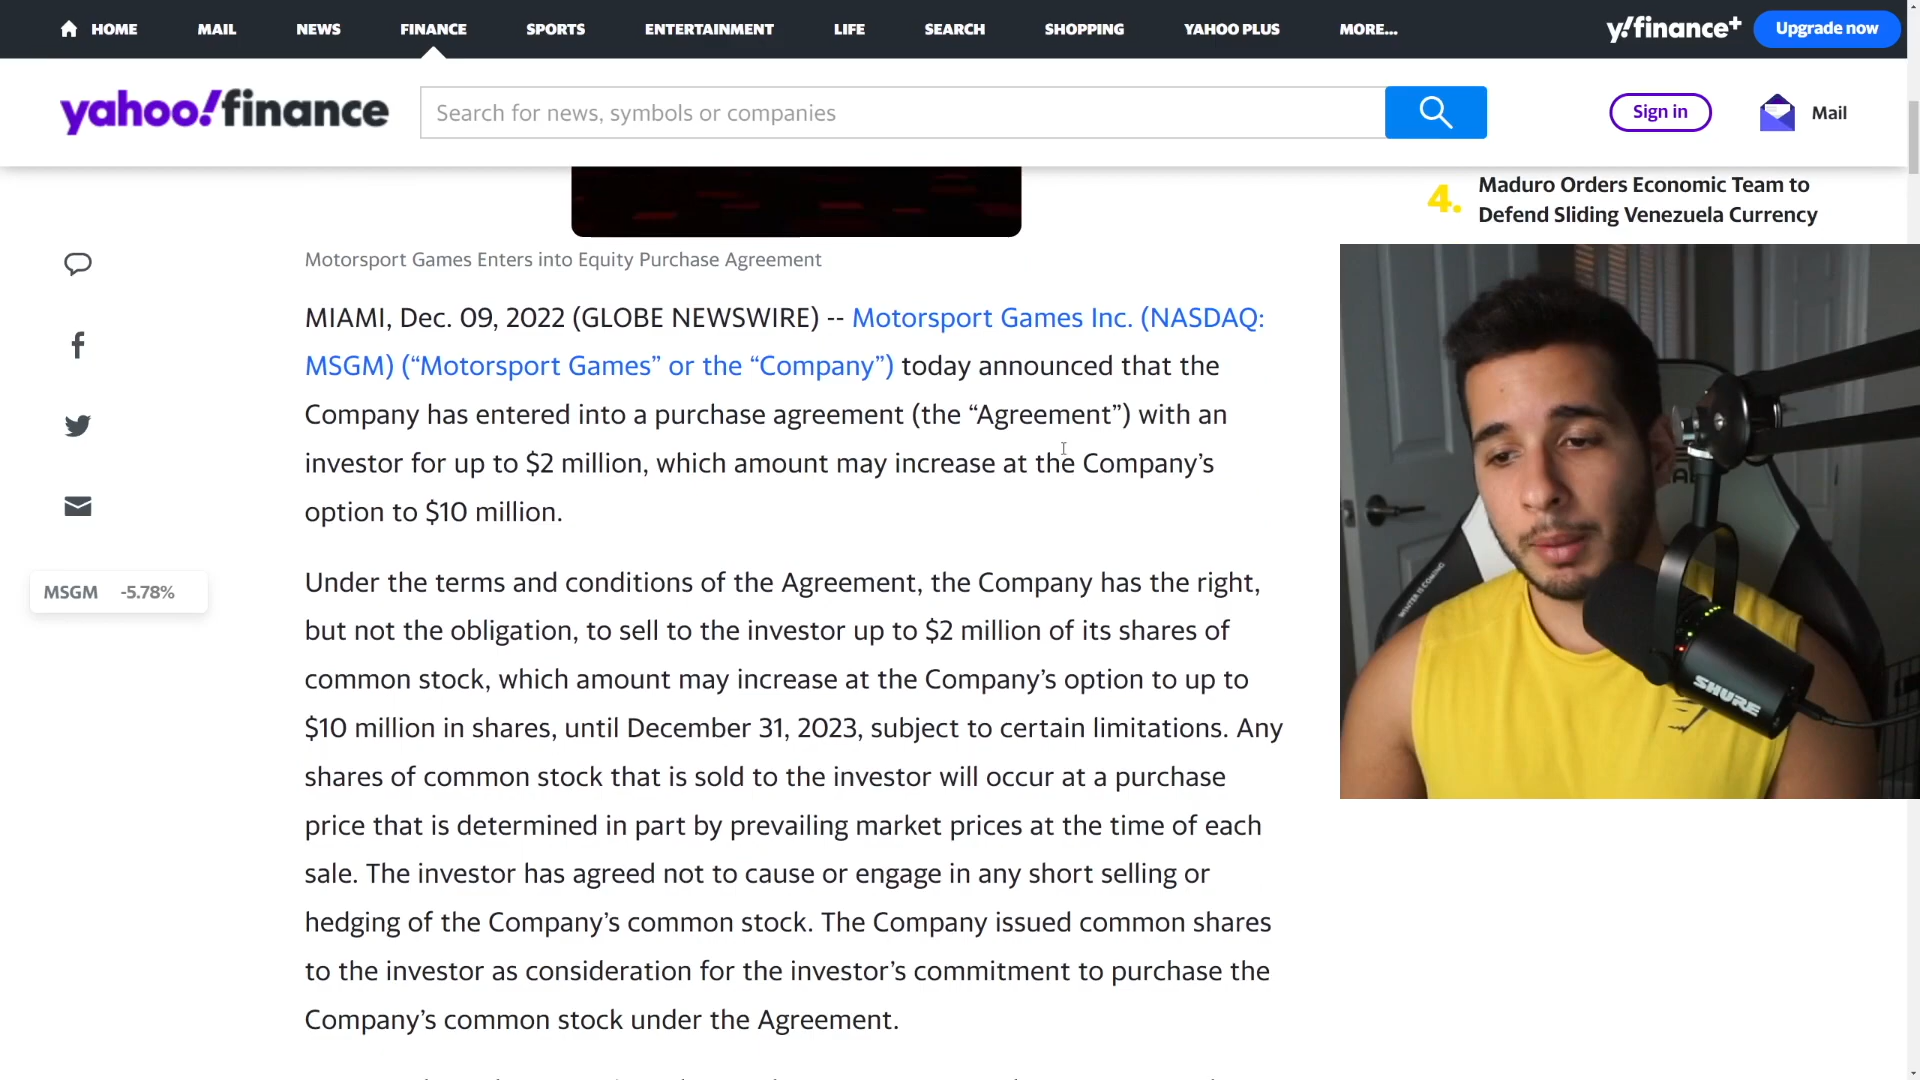 HOME
MAIL
NEWS
FINANCE
SPORTS
ENTERTAINMENT
LIFE
SEARCH
SHOPPING
YAHOO PLUS
MORE...
y!finance+
Upgrade now
yahoo!finance
Search for news, symbols or companies
Sign in
Mail
4.
Maduro Orders Economic Team to
Defend Sliding Venezuela Currency
Motorsport Games Enters into Equity Purchase Agreement
MIAMI, Dec. 09, 2022 (GLOBE NEWSWIRE) -- Motorsport Games Inc. (NASDAQ:
MSGM) (“Motorsport Games” or the “Company”) today announced that the
Company has entered into a purchase agreement (the “Agreement”) with an
investor for up to $2 million, which amount may increase at the Company’s
option to $10 million.
MSGM -5.78%
Under the terms and conditions of the Agreement, the Company has the right,
but not the obligation, to sell to the investor up to $2 million of its shares of
common stock, which amount may increase at the Company’s option to up to
$10 million in shares, until December 31, 2023, subject to certain limitations. Any
shares of common stock that is sold to the investor will occur at a purchase
price that is determined in part by prevailing market prices at the time of each
sale. The investor has agreed not to cause or engage in any short selling or
hedging of the Company’s common stock. The Company issued common shares
to the investor as consideration for the investor’s commitment to purchase the
Company’s common stock under the Agreement.
WINTER IS COMING
SHURE